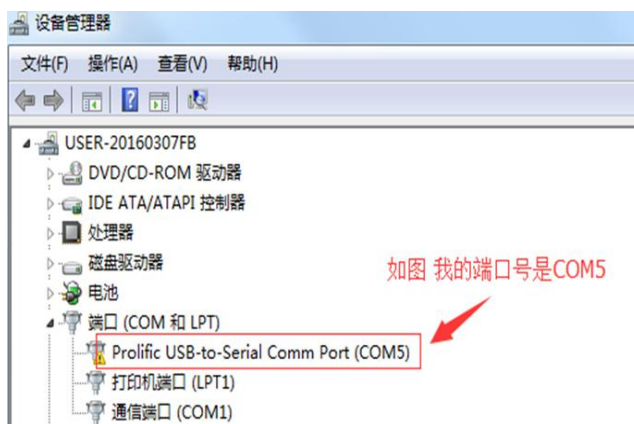 设备管理器
文件(F) 操作(A) 查看(V) 帮助(H)
USER-20160307FB
DVD/CD-ROM 驱动器
IDE ATA/ATAPI 控制器
处理器
磁盘驱动器
如图 我的端口号是COM5
电池
端口 (COM 和 LPT)
Prolific USB-to-Serial Comm Port (COM5)
打印机端口 (LPT1)
通信端口 (COM1)